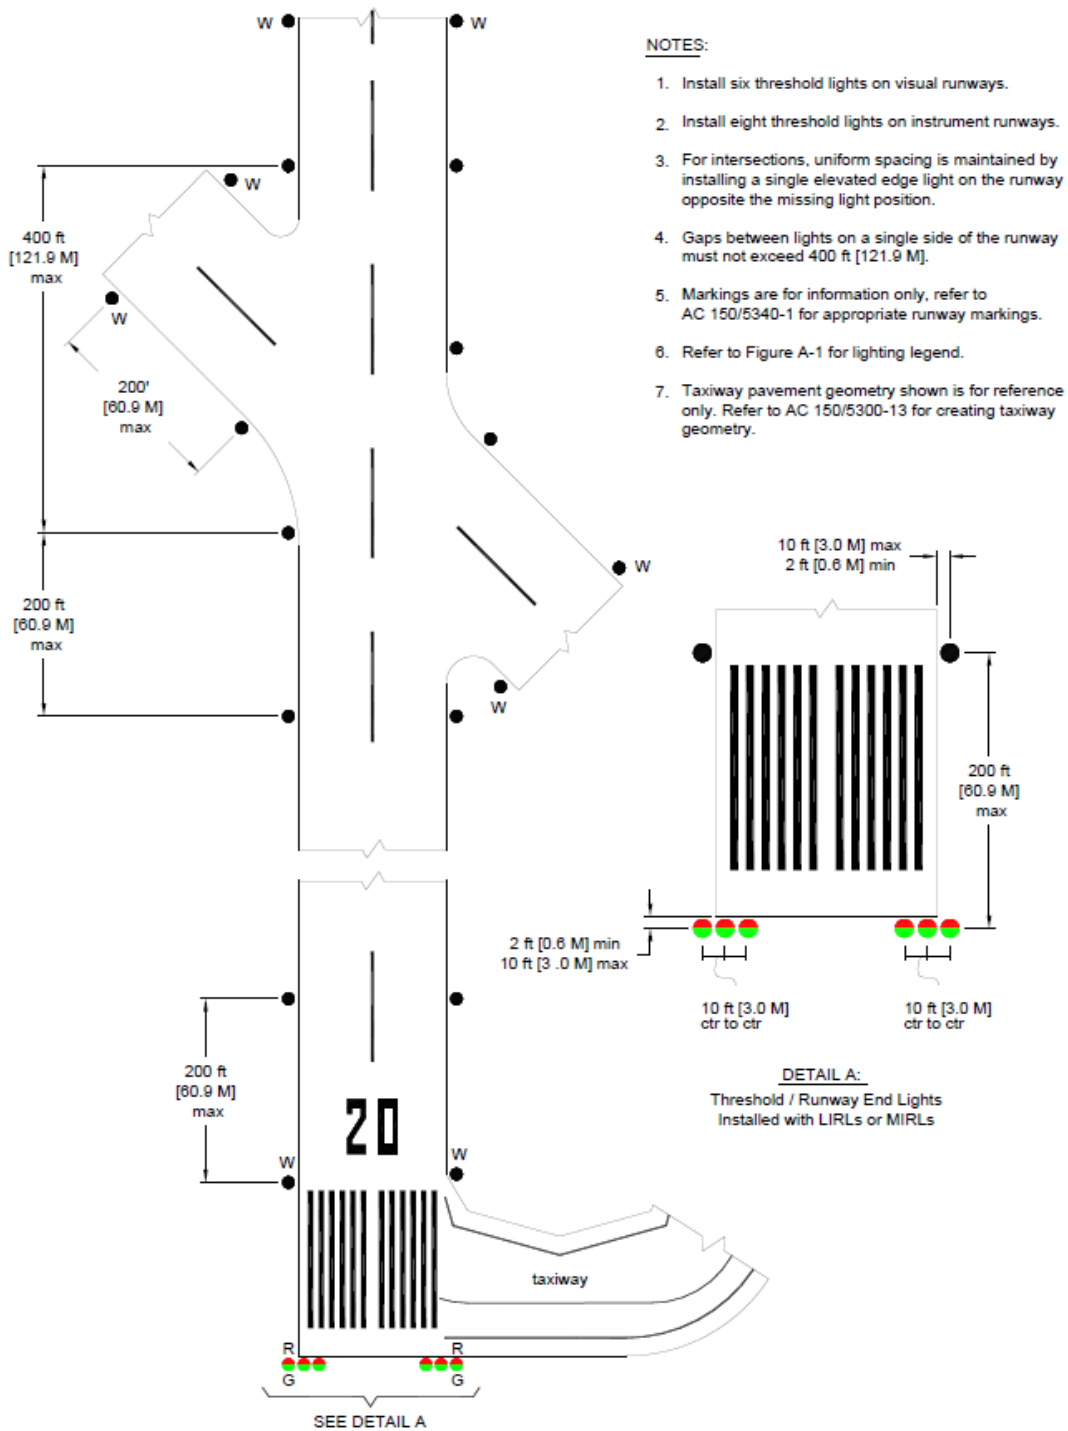 W
W
NOTES:
1. Install six threshold lights on visual runways.
2. Install eight threshold lights on instrument runways.
3. For intersections, uniform spacing is maintained by
installing a single elevated edge light on the runway
opposite the missing light position.
4. Gaps between lights on a single side of the runway
must not exceed 400 ft [121.9 M].
5. Markings are for information only, refer to
AC 150/5340-1 for appropriate runway markings.
6. Refer to Figure A-1 for lighting legend.
7. Taxiway pavement geometry shown is for reference
only. Refer to AC 150/5300-13 for creating taxiway
geometry.
W
400 ft
[121.9 M]
max
W
200'
[60.9 M]
max
W
W
200 ft
[60.9 M]
max
10 ft [3.0 M] max
2 ft [0.6 M] min
200 ft
[60.9 M]
max
2 ft [0.6 M] min
10 ft [3 .0 M] max
10 ft [3.0 M]
ctr to ctr
10 ft [3.0 M]
ctr to ctr
DETAIL A:
Threshold / Runway End Lights
Installed with LIRLs or MIRLs
200 ft
[60.9 M]
max
20
W
W
taxiway
R
R
G
G
SEE DETAIL A